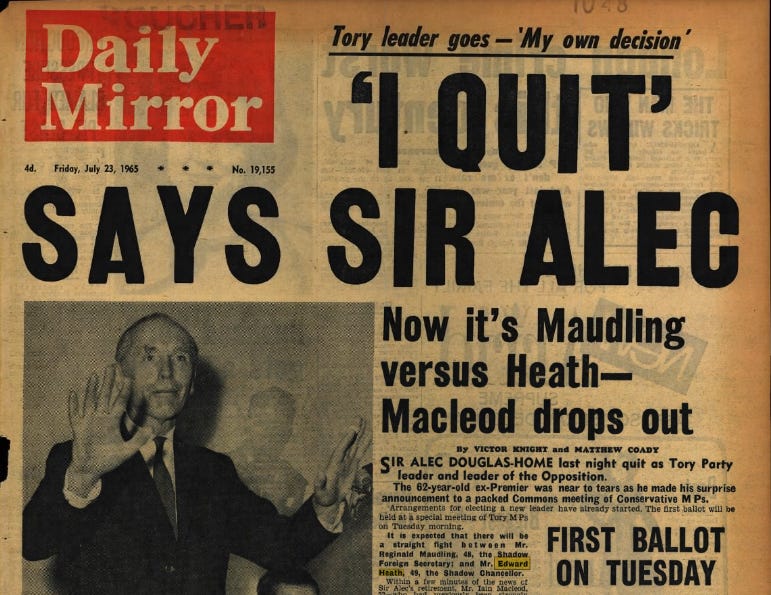 Tory leader goes – 'My own decision'
Daily
Mirror
4d. Friday, July 23, 1965 * * * No. 19,155
'I QUIT'
SAYS SIR ALEC
Now it's Maudling
versus Heath—
Macleod drops out
By VICTOR KNIGHT and MATTHEW COADY
SIR ALEC DOUGLAS-HOME last night quit as Tory Party
leader and leader of the Opposition.
The 62-year-old ex-Premier was near to tears as he made his surprise
announcement to a packed Commons meeting of Conservative MPs.
Arrangements for electing a new leader have already started. The first ballot will be
held at a special meeting of Tory MPs
on Tuesday morning.
It is expected that there will be
a straight fight between Mr.
Reginald Maudling, 48, the Shadow
Foreign Secretary; and Mr. Edward
Heath, 49, the Shadow Chancellor.
Within a few minutes of the news of
Sir Alec's retirement, Mr. Iain Macleod,
FIRST BALLOT
ON TUESDAY